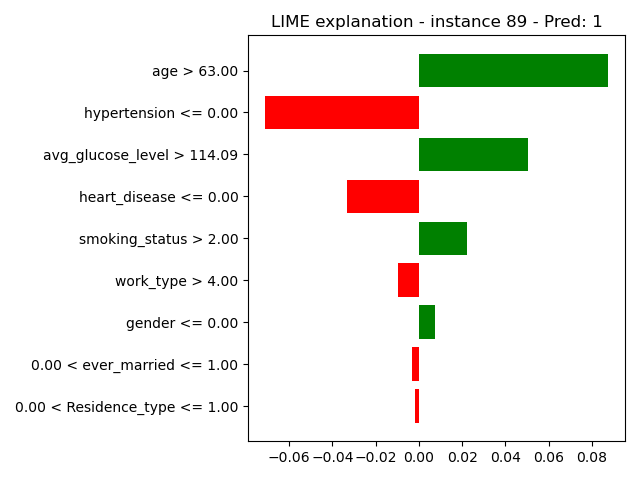 LIME explanation - instance 89 - Pred: 1
age > 63.00
hypertension <= 0.00
avg_glucose_level > 114.09
heart_disease <= 0.00
smoking_status > 2.00
work_type > 4.00
gender <= 0.00
0.00 < ever_married <= 1.00
0.00 < Residence_type <= 1.00
−0.06 −0.04 −0.02 0.00 0.02 0.04 0.06 0.08